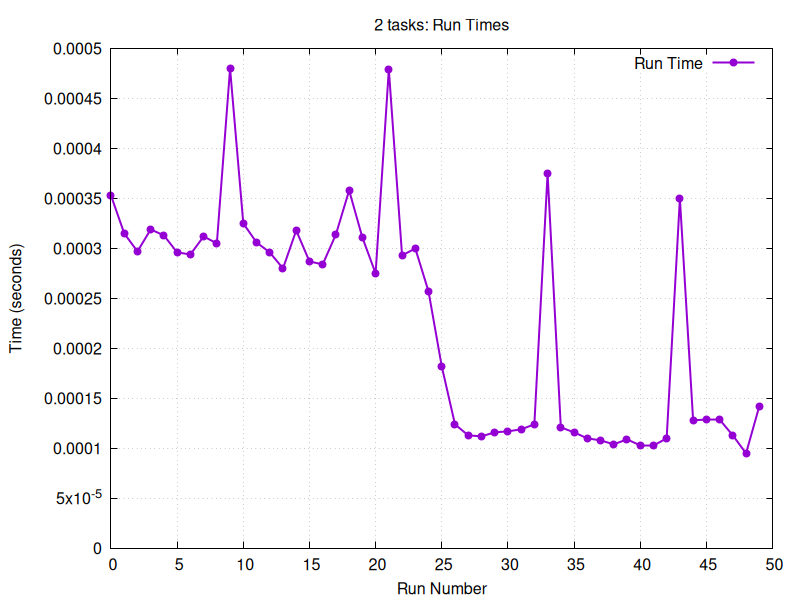 2 tasks: Run Times
Run Time
0.0005
0.00045
0.0004
0.00035
0.0003
0.00025
0.0002
0.00015
0.0001
5x10⁻⁵
0
0 5 10 15 20 25 30 35 40 45 50
Time (seconds)
Run Number